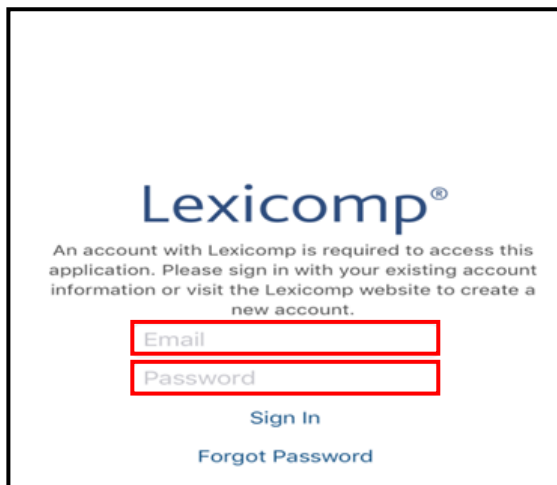 Lexicomp®
An account with Lexicomp is required to access this
application. Please sign in with your existing account
information or visit the Lexicomp website to create a
new account.
Email
Password
Sign In
Forgot Password